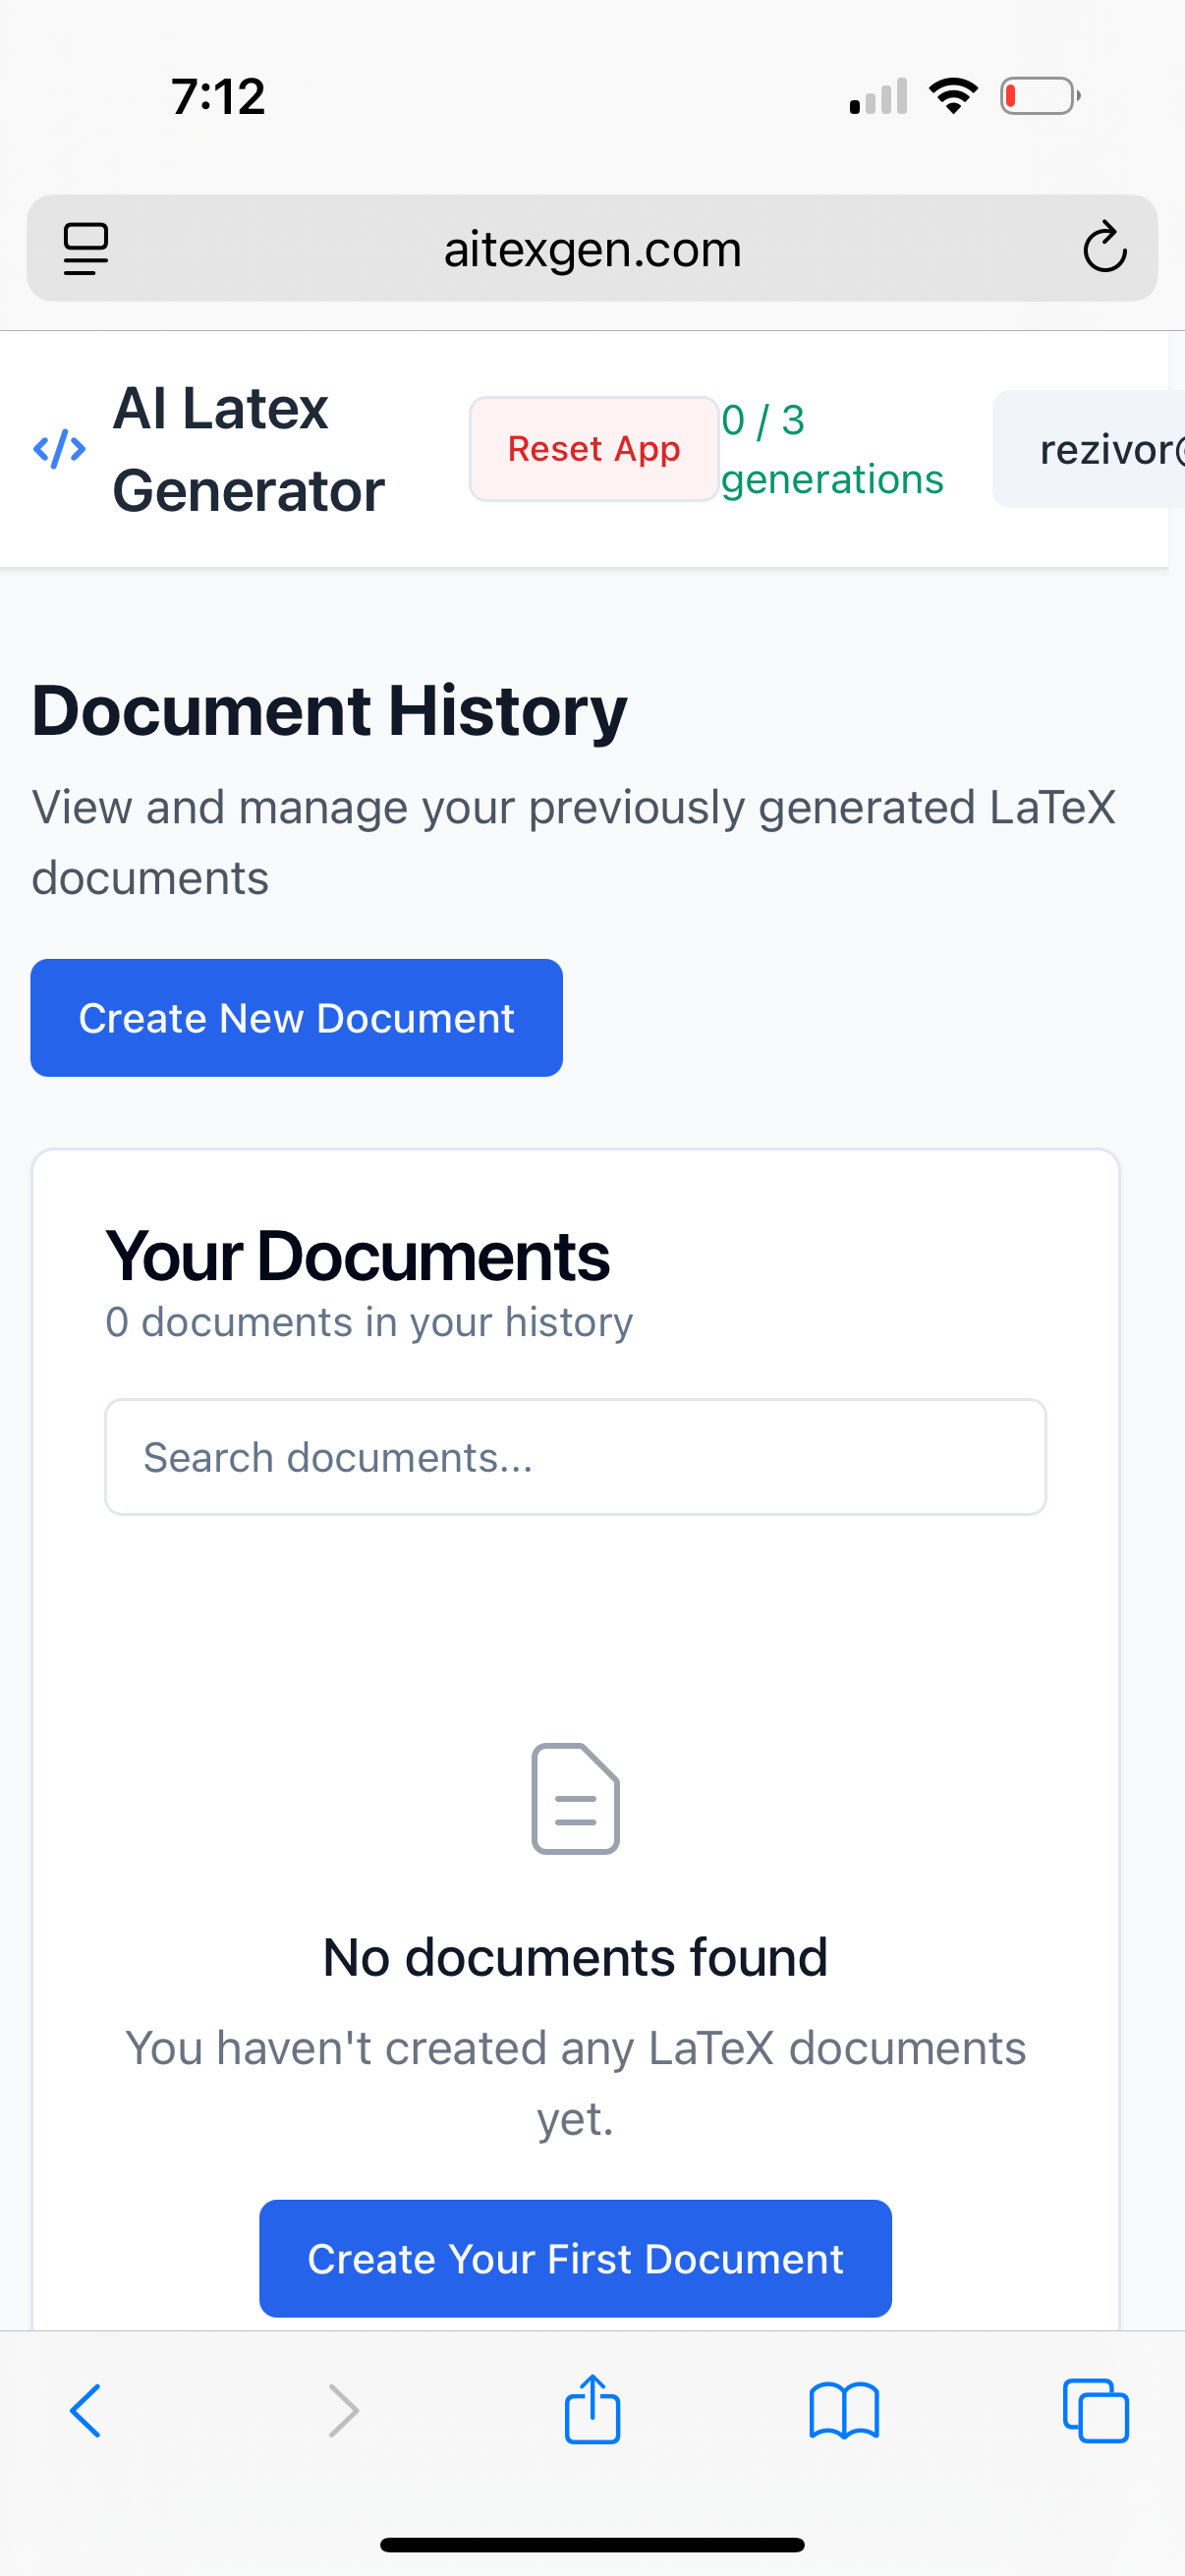 7:12
aitexgen.com
AI Latex
Generator
Reset App
0 / 3
generations
rezivor@
Document History
View and manage your previously generated LaTeX
documents
Create New Document
Your Documents
0 documents in your history
Search documents...
No documents found
You haven't created any LaTeX documents
yet.
Create Your First Document